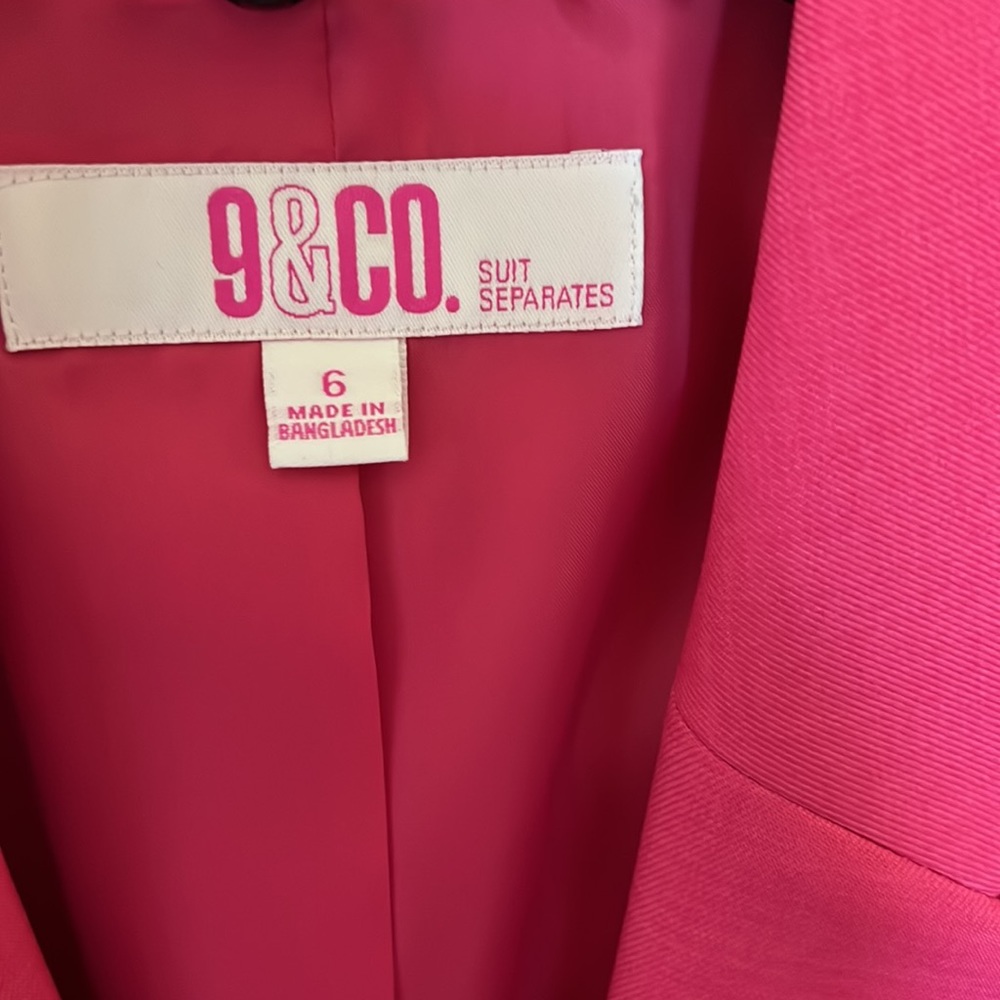 9&CO. SUIT
SEPARATES
6
MADE IN
BANGLADESH